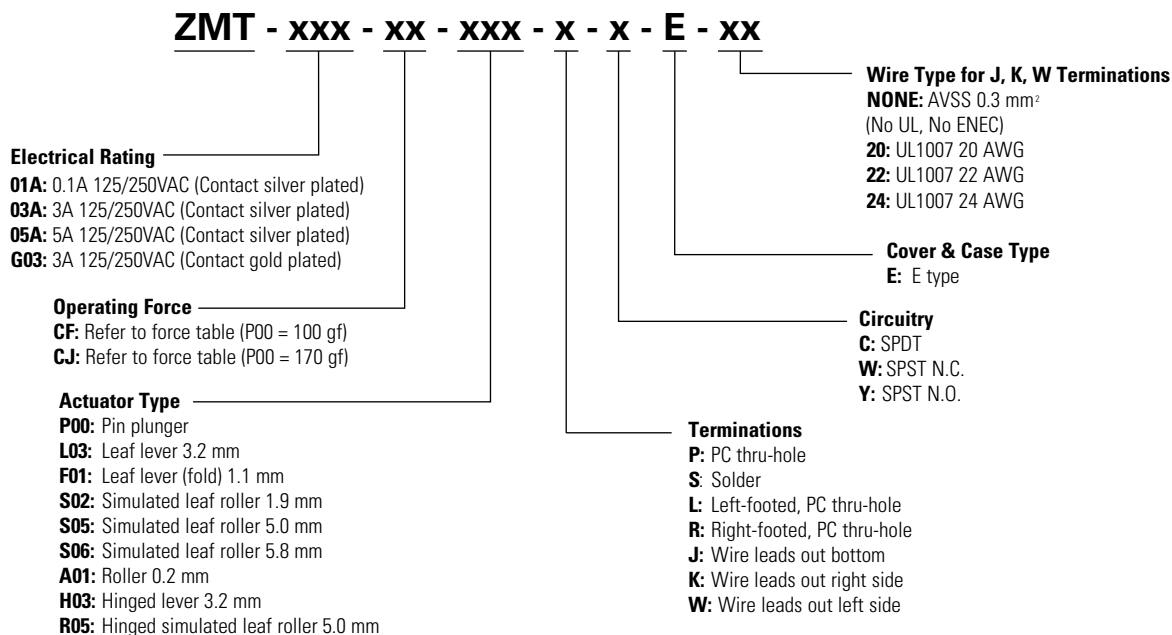 ZMT - xxx - xx - xxx - x - x - E - xx
Wire Type for J, K, W Terminations
NONE: AVSS 0.3 mm²
(No UL, No ENEC)
20: UL1007 20 AWG
22: UL1007 22 AWG
24: UL1007 24 AWG
Electrical Rating
01A: 0.1A 125/250VAC (Contact silver plated)
03A: 3A 125/250VAC (Contact silver plated)
05A: 5A 125/250VAC (Contact silver plated)
G03: 3A 125/250VAC (Contact gold plated)
Cover & Case Type
E: E type
Operating Force
CF: Refer to force table (P00 = 100 gf)
CJ: Refer to force table (P00 = 170 gf)
Circuitry
C: SPDT
W: SPST N.C.
Y: SPST N.O.
Actuator Type
P00: Pin plunger
L03: Leaf lever 3.2 mm
F01: Leaf lever (fold) 1.1 mm
S02: Simulated leaf roller 1.9 mm
S05: Simulated leaf roller 5.0 mm
S06: Simulated leaf roller 5.8 mm
A01: Roller 0.2 mm
H03: Hinged lever 3.2 mm
R05: Hinged simulated leaf roller 5.0 mm
Terminations
P: PC thru-hole
S: Solder
L: Left-footed, PC thru-hole
R: Right-footed, PC thru-hole
J: Wire leads out bottom
K: Wire leads out right side
W: Wire leads out left side